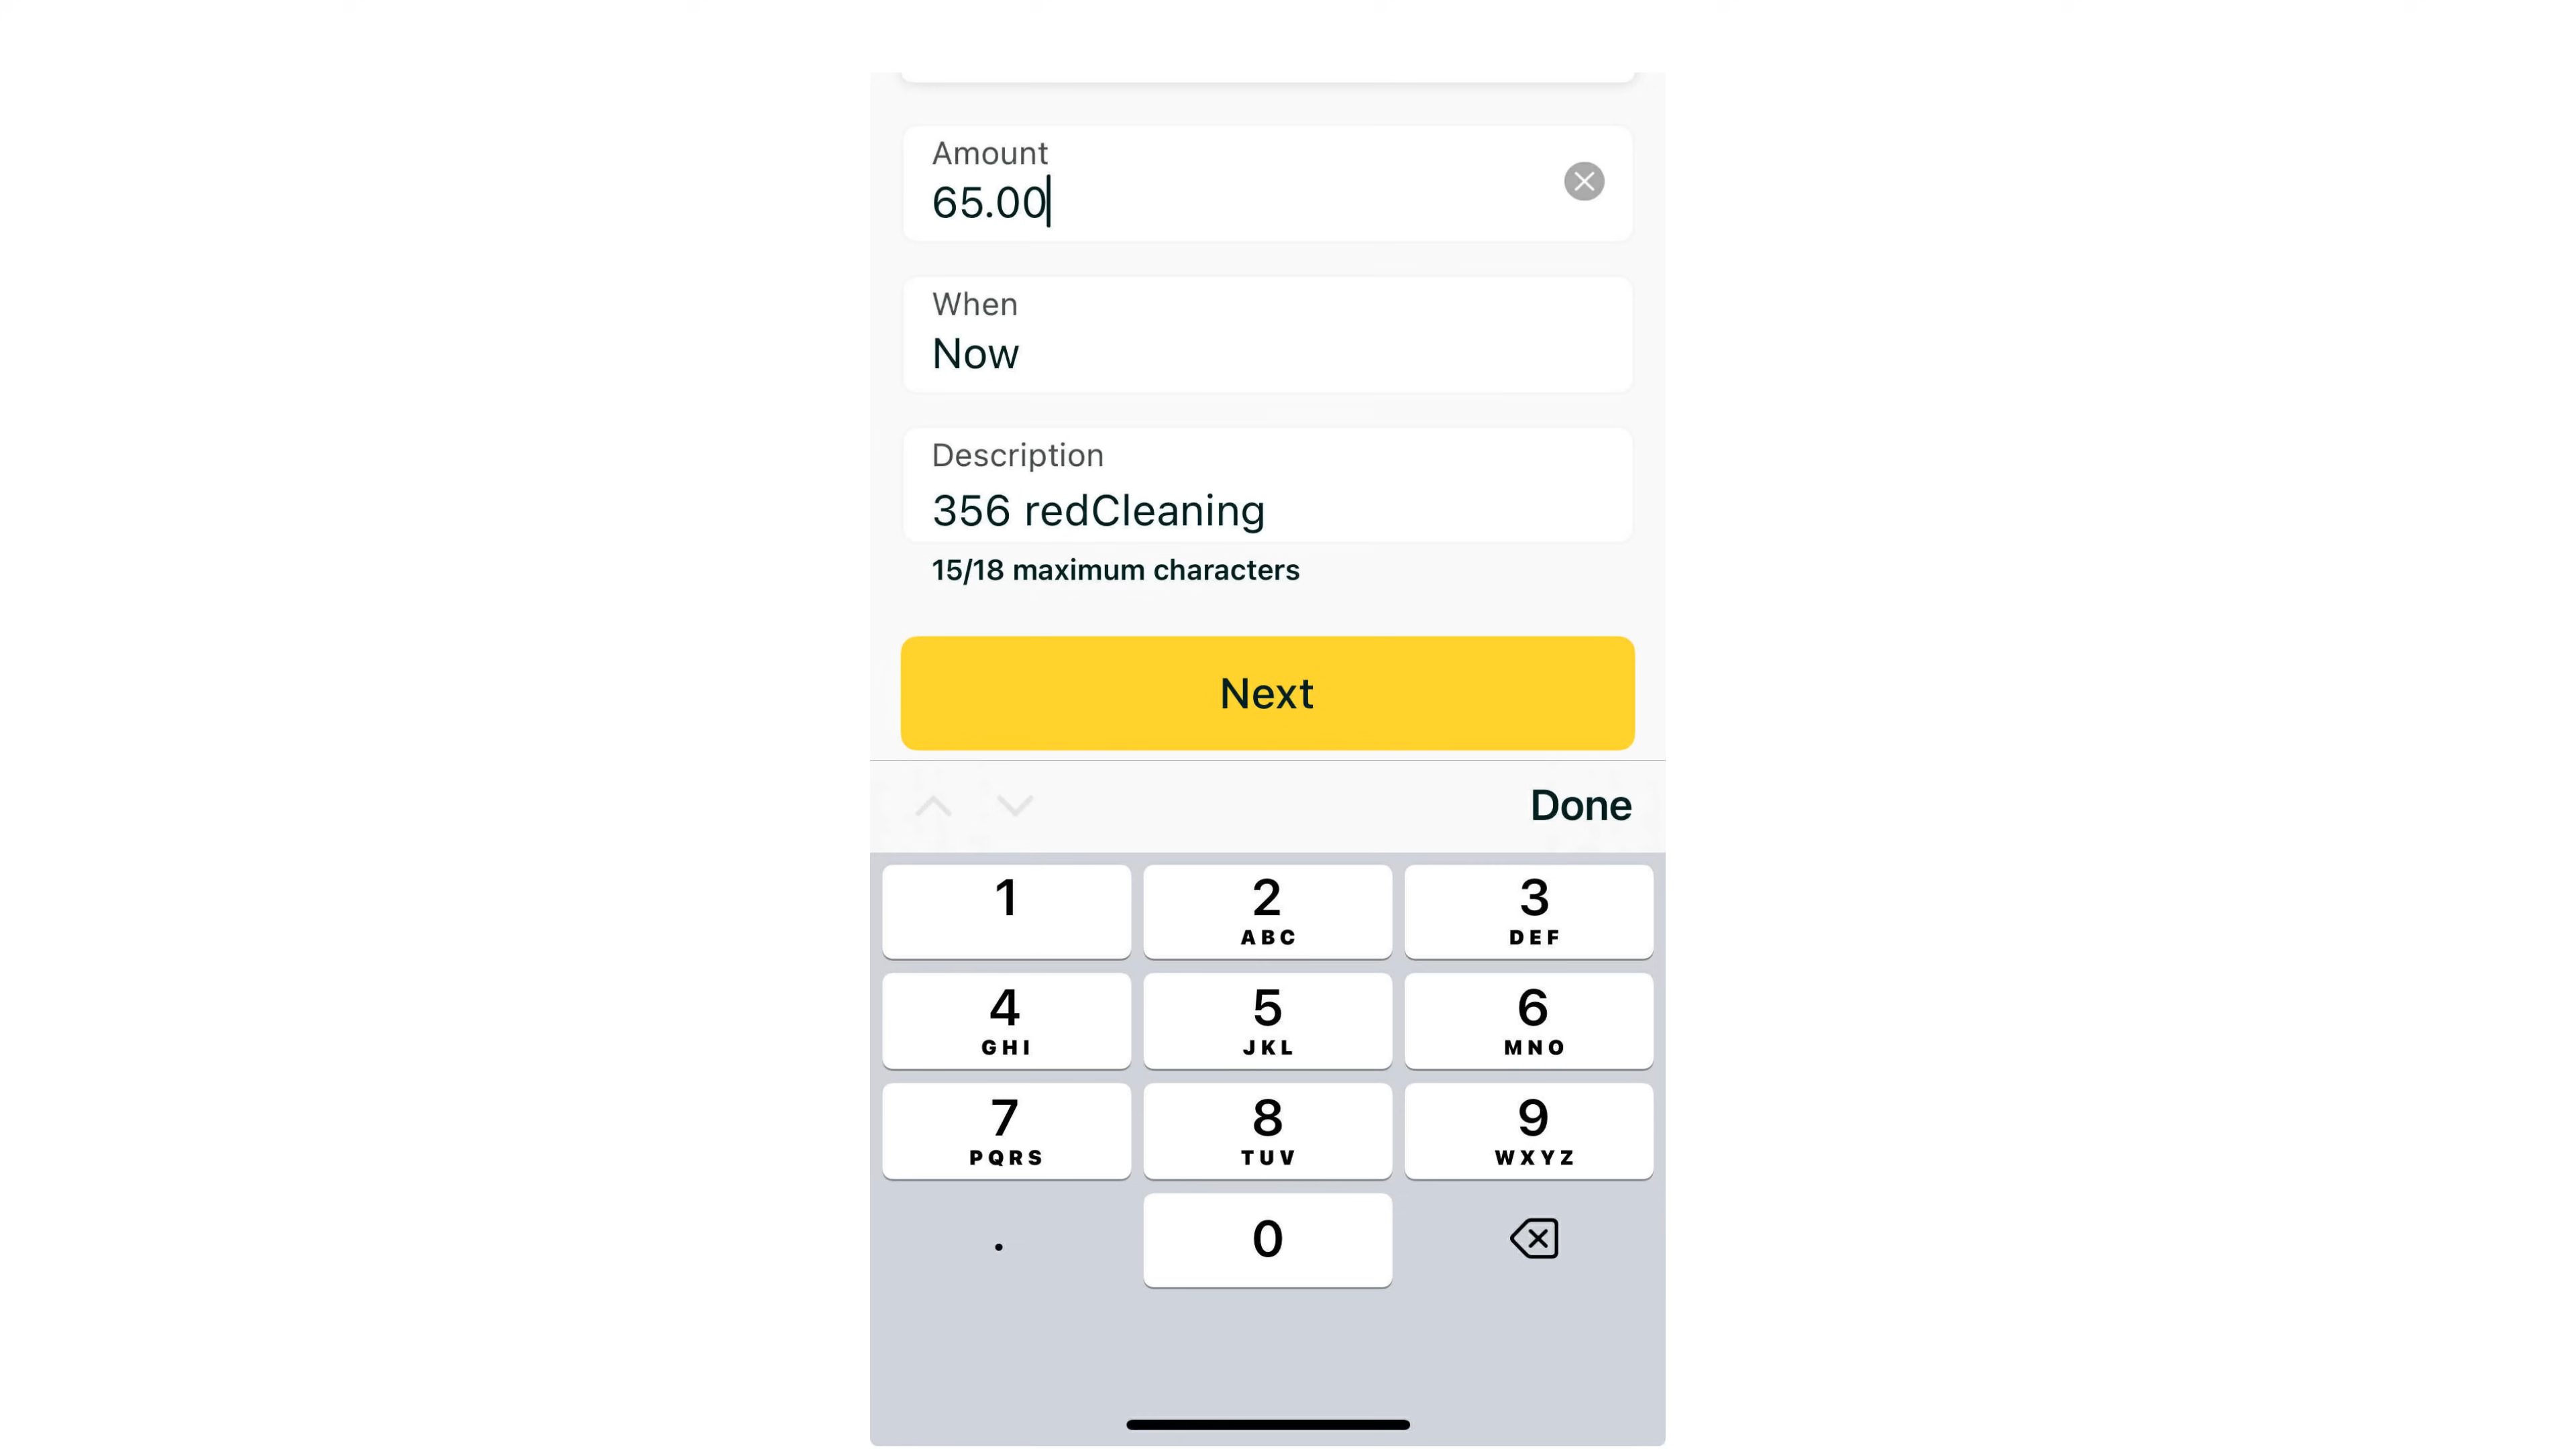 Amount
65.00
When
Now
Description
356 redCleaning
15/18 maximum characters
Next
Done
1
2
ABC
3
DEF
4
GHI
5
JKL
6
MNO
7
PQRS
8
TUV
9
WXYZ
.
0